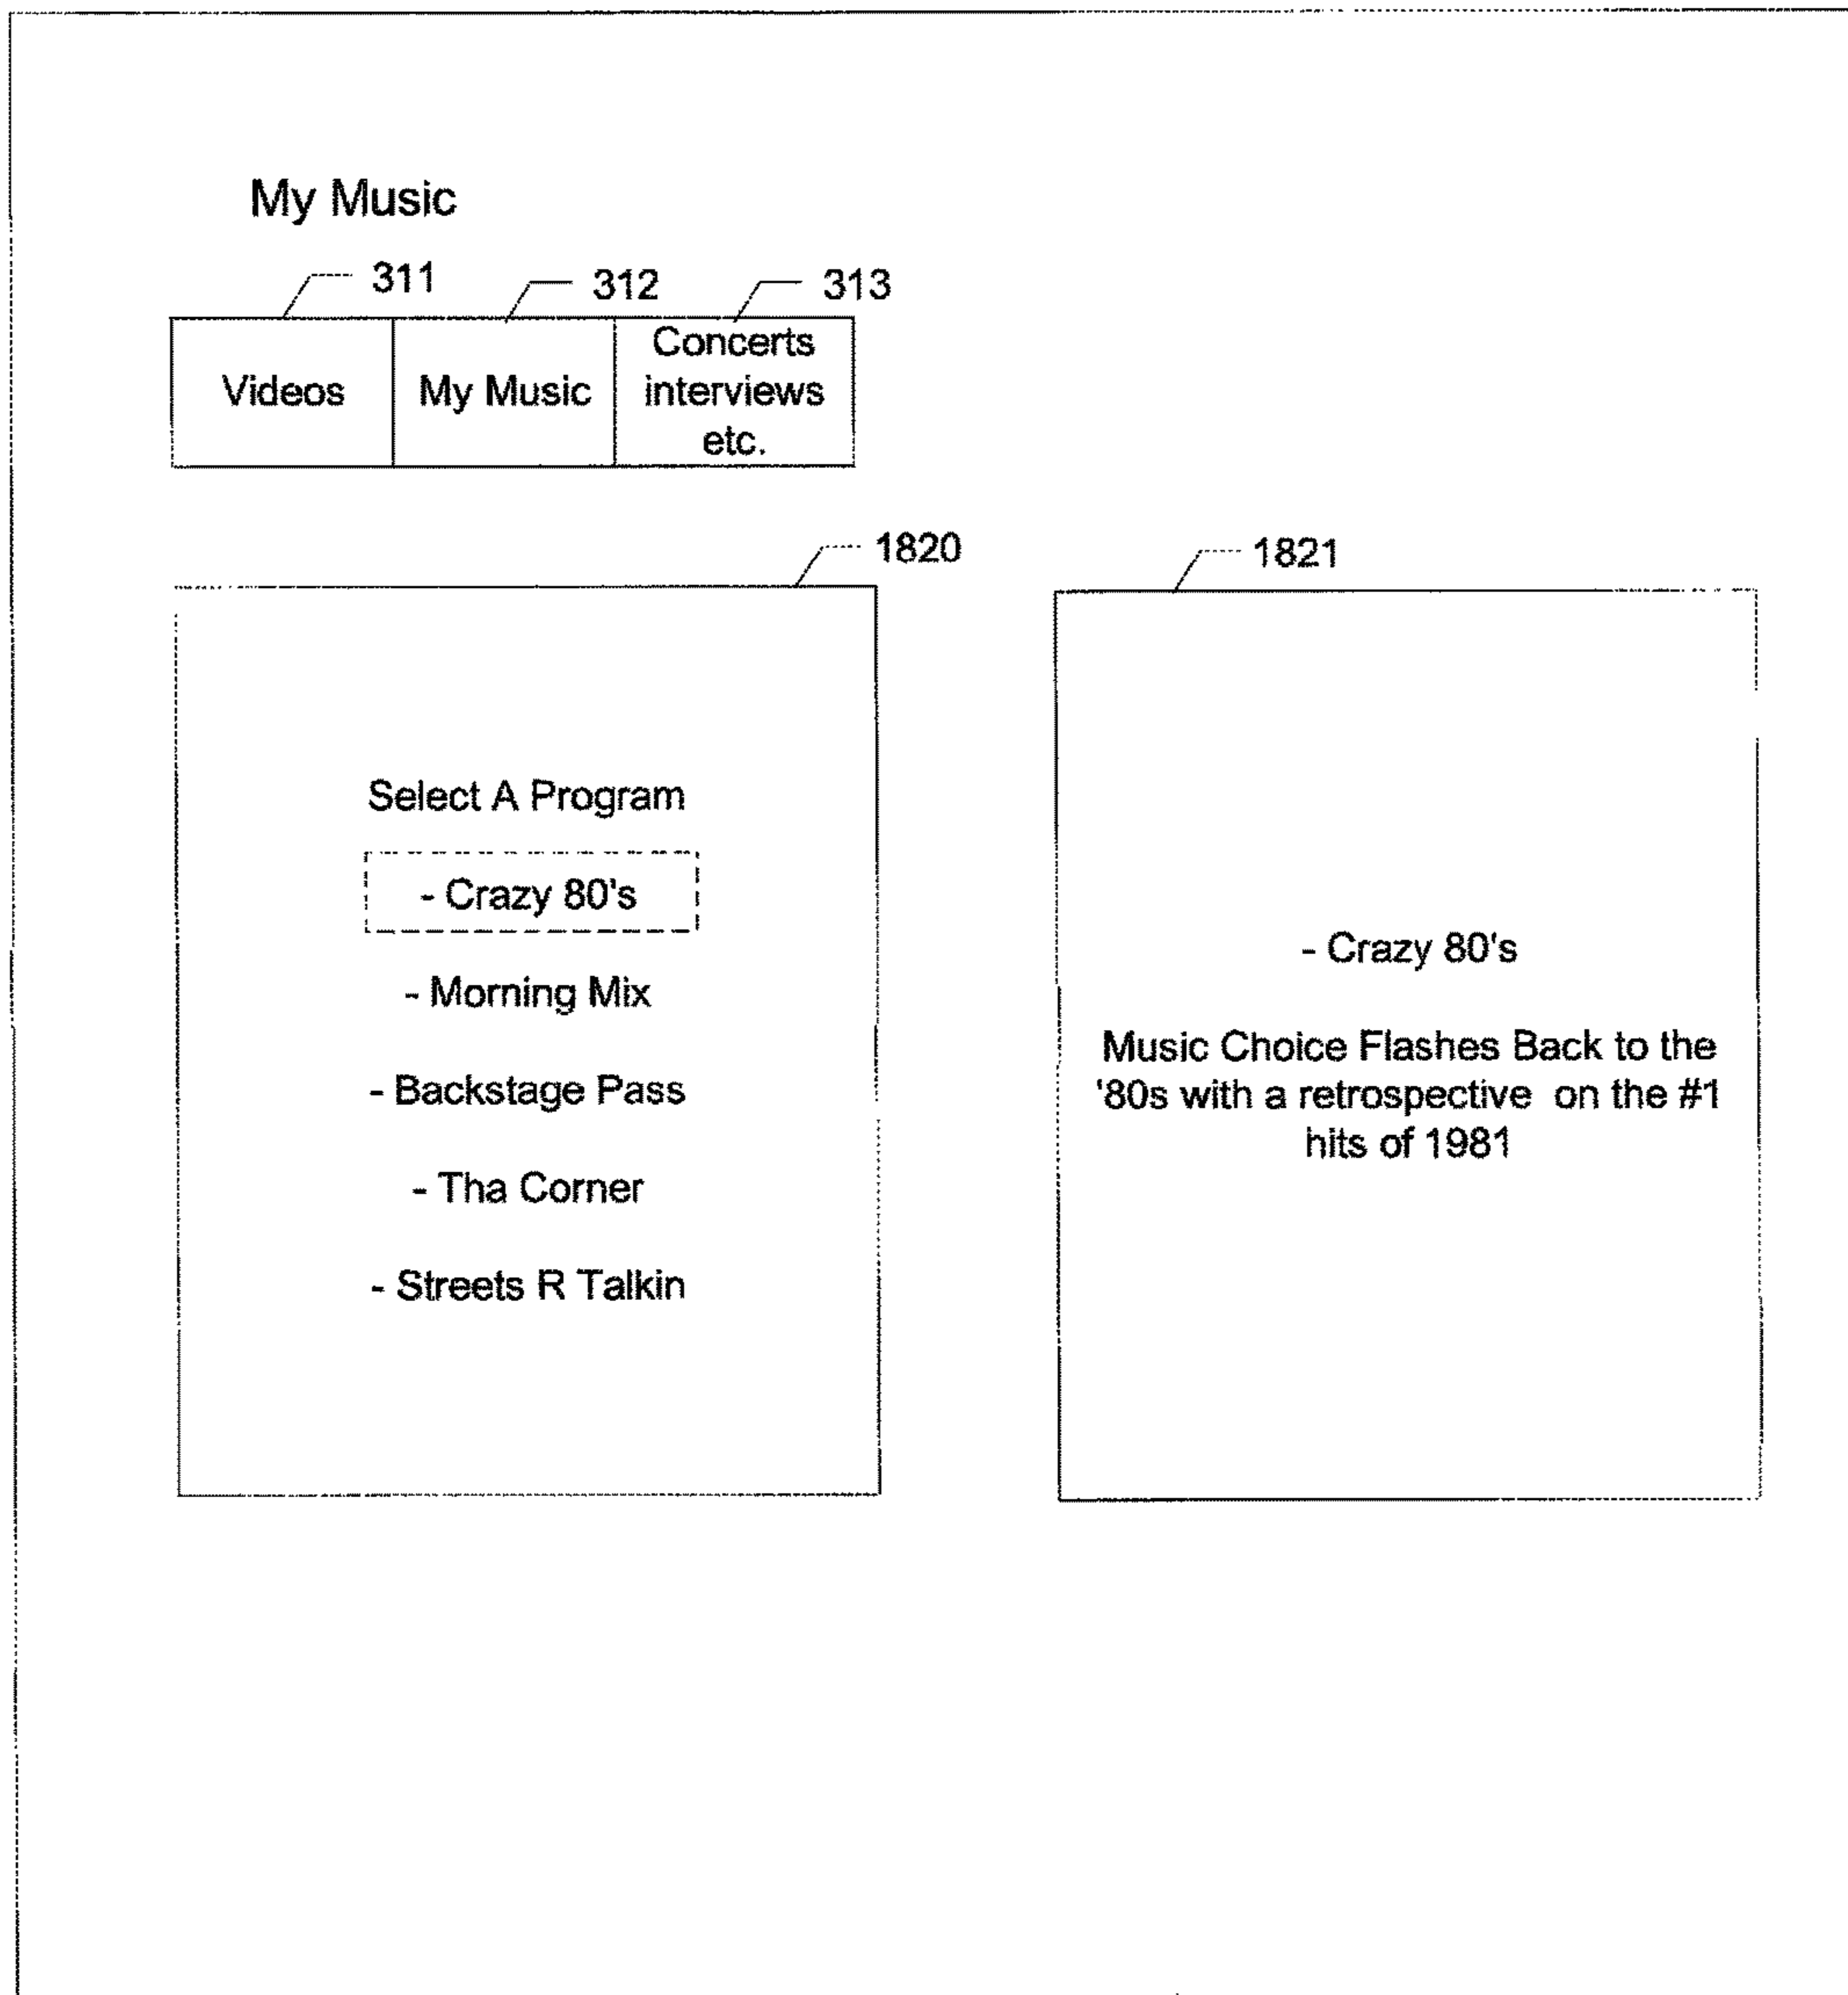 My Music
311
312
313
Videos
My Music
Concerts
interviews
etc.
1820
1821
Select A Program
- Crazy 80's
- Morning Mix
- Backstage Pass
- Tha Corner
- Streets R Talkin
- Crazy 80's
Music Choice Flashes Back to the
'80s with a retrospective on the #1
hits of 1981